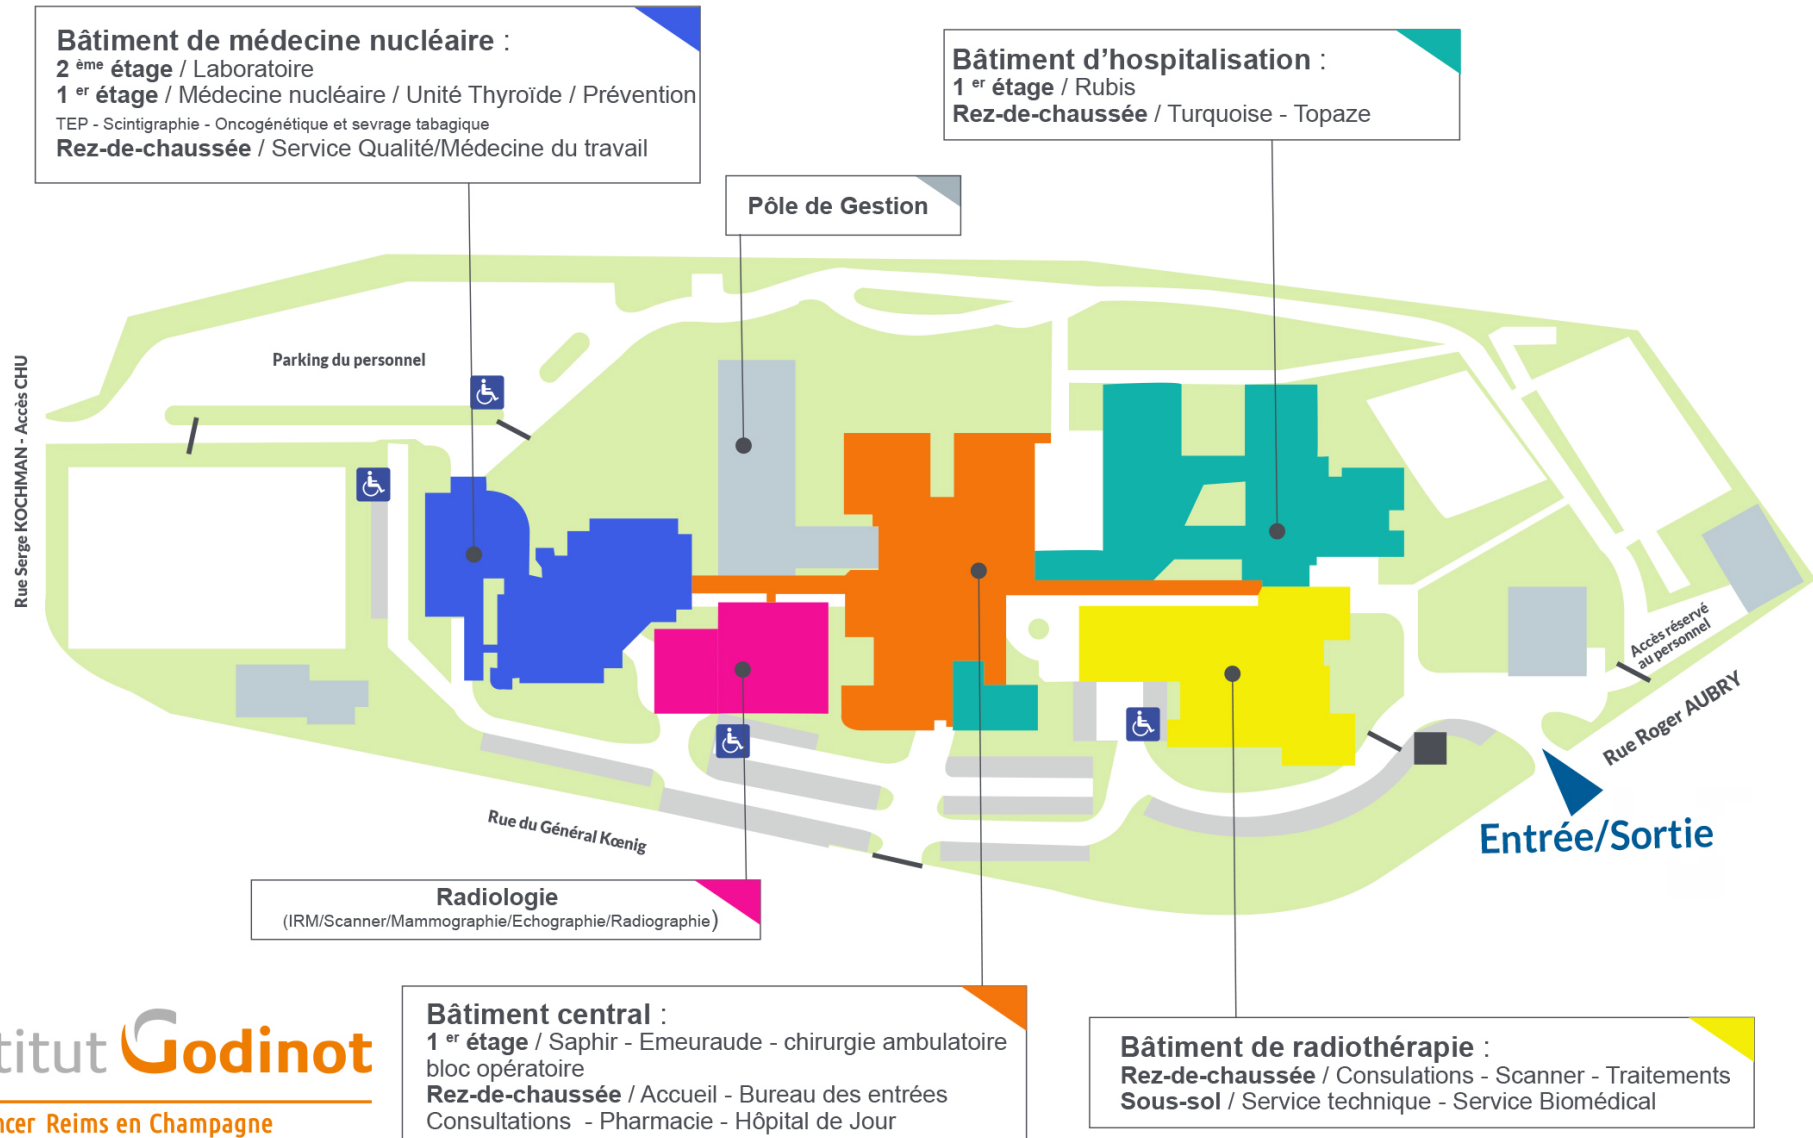 Bâtiment de médecine nucléaire :
2 ème étage / Laboratoire
1 er étage / Médecine nucléaire / Unité Thyroïde / Prévention
TEP - Scintigraphie - Oncogénétique et sevrage tabagique
Rez-de-chaussée / Service Qualité/Médecine du travail
Bâtiment d'hospitalisation :
1 er étage / Rubis
Rez-de-chaussée / Turquoise - Topaze
Pôle de Gestion
Parking du personnel
Rue Serge KOCHMAN - Accès CHU
Accès réservé
au personnel
Rue Roger AUBRY
Entrée/Sortie
Rue du Général Kœnig
Radiologie
(IRM/Scanner/Mammographie/Echographie/Radiographie)
Bâtiment central :
1 er étage / Saphir - Emeuraude - chirurgie ambulatoire
bloc opératoire
Rez-de-chaussée / Accueil - Bureau des entrées
Consultations - Pharmacie - Hôpital de Jour
Bâtiment de radiothérapie :
Rez-de-chaussée / Consulations - Scanner - Traitements
Sous-sol / Service technique - Service Biomédical
titut Godinot
ncer Reims en Champagne